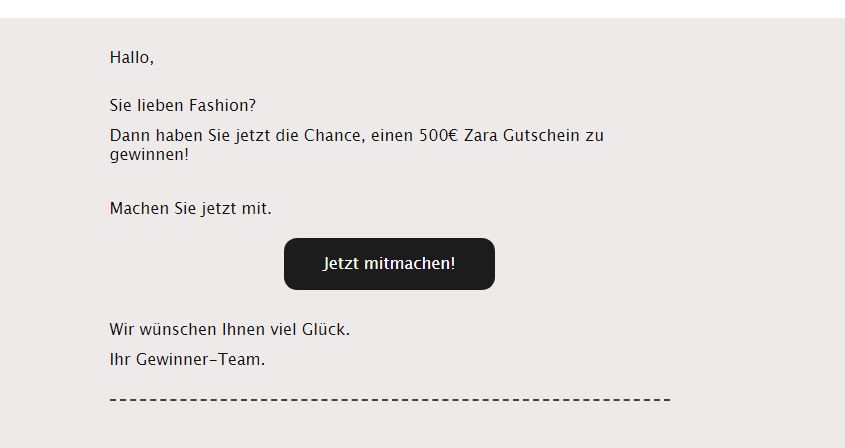 Hallo,
Sie lieben Fashion?
Dann haben Sie jetzt die Chance, einen 500€ Zara Gutschein zu
gewinnen!
Machen Sie jetzt mit.
Jetzt mitmachen!
Wir wünschen Ihnen viel Glück.
Ihr Gewinner-Team.